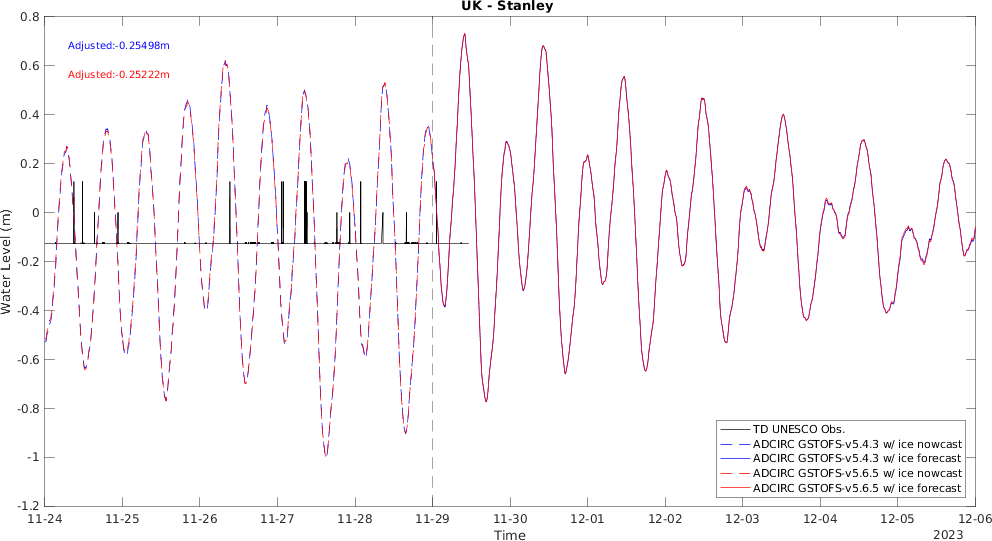 UK - Stanley
Adjusted:-0.25498m
Adjusted:-0.25222m
Water Level (m)
0.8
0.6
0.4
0.2
0
-0.2
-0.4
-0.6
-0.8
-1
-1.2
TD UNESCO Obs.
ADCIRC GSTOFS-v5.4.3 w/ ice nowcast
ADCIRC GSTOFS-v5.4.3 w/ ice forecast
ADCIRC GSTOFS-v5.6.5 w/ ice nowcast
ADCIRC GSTOFS-v5.6.5 w/ ice forecast
11-24 11-25 11-26 11-27 11-28 11-29 11-30 12-01 12-02 12-03 12-04 12-05 12-06
Time
2023